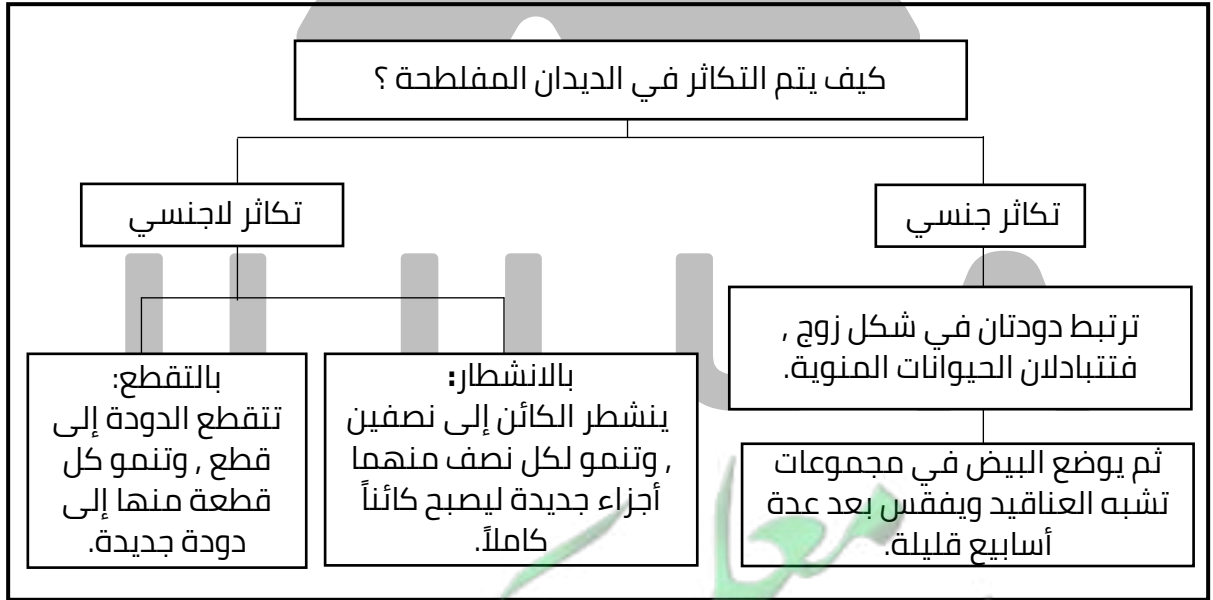 كيف يتم التكاثر في الديدان المفلطحة ؟
تكاثر جنسي
تكاثر لاجنسي
ترتبط دودتان في شكل زوج ,
فتتبادلان الحيوانات المنوية.
ثم يوضع البيض في مجموعات
تشبه العناقيد ويفقس بعد عدة
أسابيع قليلة.
بالانشطار:
ينشطر الكائن إلى نصفين
, وتنمو لكل نصف منهما
أجزاء جديدة ليصبح كائناً
كاملاً.
بالتقطع:
تتقطع الدودة إلى
قطع , وتنمو كل
قطعة منها إلى
دودة جديدة.